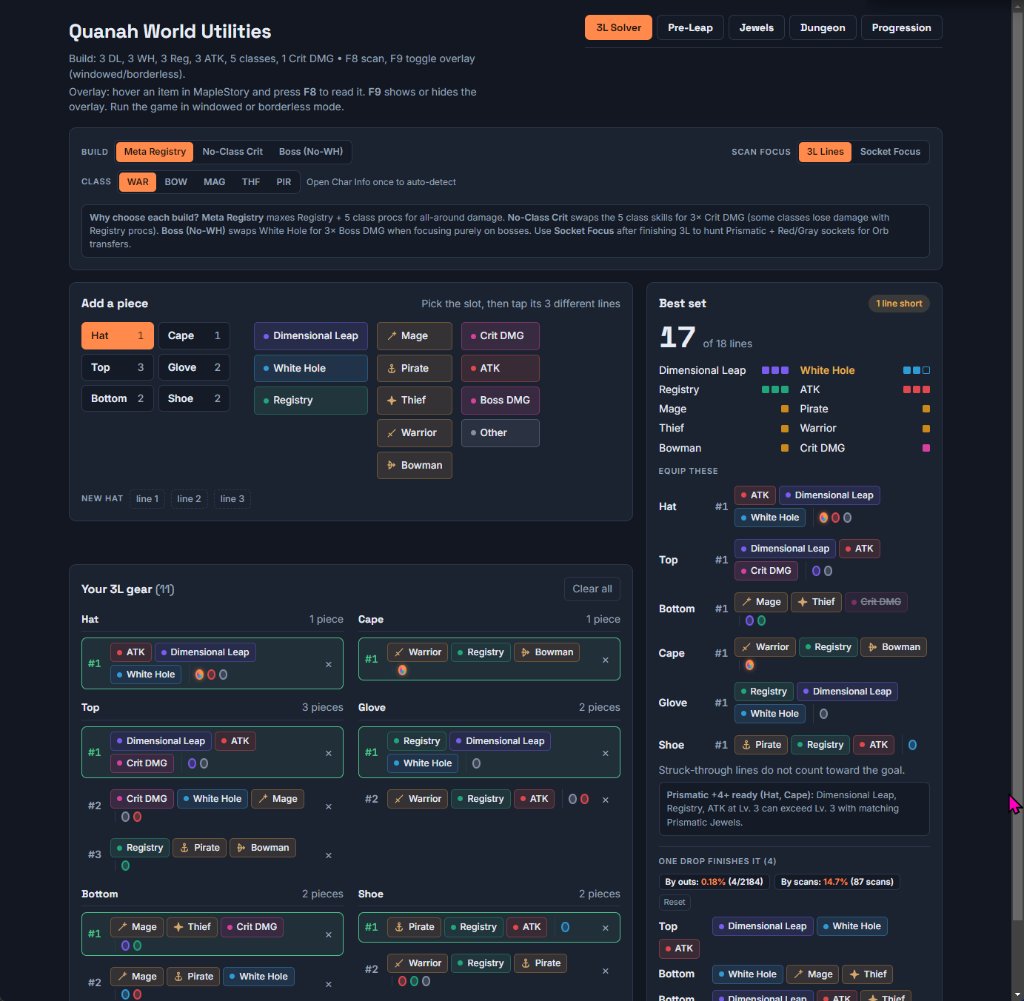 Quanah World Utilities
3L Solver
Pre-Leap
Jewels
Dungeon
Progression
Build: 3 DL, 3 WH, 3 Reg, 3 ATK, 5 classes, 1 Crit DMG • F8 scan, F9 toggle overlay
(windowed/borderless).
Overlay: hover an item in MapleStory and press F8 to read it. F9 shows or hides the
overlay. Run the game in windowed or borderless mode.
BUILD Meta Registry No-Class Crit Boss (No-WH)
SCAN FOCUS 3L Lines Socket Focus
CLASS WAR BOW MAG THF PIR Open Char Info once to auto-detect
Why choose each build? Meta Registry maxes Registry + 5 class procs for all-around damage. No-Class Crit swaps the 5 class skills for 3× Crit DMG (some classes lose damage with
Registry procs). Boss (No-WH) swaps White Hole for 3× Boss DMG when focusing purely on bosses. Use Socket Focus after finishing 3L to hunt Prismatic + Red/Gray sockets for Orb
transfers.
Add a piece
Pick the slot, then tap its 3 different lines
Hat 1
Cape 1
Top 3
Glove 2
Bottom 2
Shoe 2
Dimensional Leap
White Hole
Registry
Mage
Pirate
Thief
Warrior
Bowman
Crit DMG
ATK
Boss DMG
Other
NEW HAT line 1 line 2 line 3
Your 3L gear (11)
Clear all
Hat 1 piece
#1 ATK Dimensional Leap ×
White Hole
Cape 1 piece
#1 Warrior Registry Bowman ×
Top 3 pieces
#1 Dimensional Leap ATK ×
Crit DMG
#2 Crit DMG White Hole Mage ×
#3 Registry Pirate Bowman ×
Glove 2 pieces
#1 Registry Dimensional Leap ×
White Hole
#2 Warrior Registry ATK ×
Bottom 2 pieces
#1 Mage Thief Crit DMG ×
#2 Mage Pirate White Hole ×
Shoe 2 pieces
#1 Pirate Registry ATK ×
#2 Warrior Registry Pirate ×
Best set
1 line short
17 of 18 lines
Dimensional Leap White Hole
Registry ATK
Mage Pirate
Thief Warrior
Bowman Crit DMG
EQUIP THESE
Hat #1 ATK Dimensional Leap
White Hole
Top #1 Dimensional Leap ATK
Crit DMG
Bottom #1 Mage Thief Crit DMG
Cape #1 Warrior Registry Bowman
Glove #1 Registry Dimensional Leap
White Hole
Shoe #1 Pirate Registry ATK
Struck-through lines do not count toward the goal.
Prismatic +4+ ready (Hat, Cape): Dimensional Leap,
Registry, ATK at Lv. 3 can exceed Lv. 3 with matching
Prismatic Jewels.
ONE DROP FINISHES IT (4)
By outs: 0.18% (4/2184) By scans: 14.7% (87 scans)
Reset
Top Dimensional Leap White Hole
ATK
Bottom White Hole Mage Thief
Bottom Dimensional Leap ATK Thief